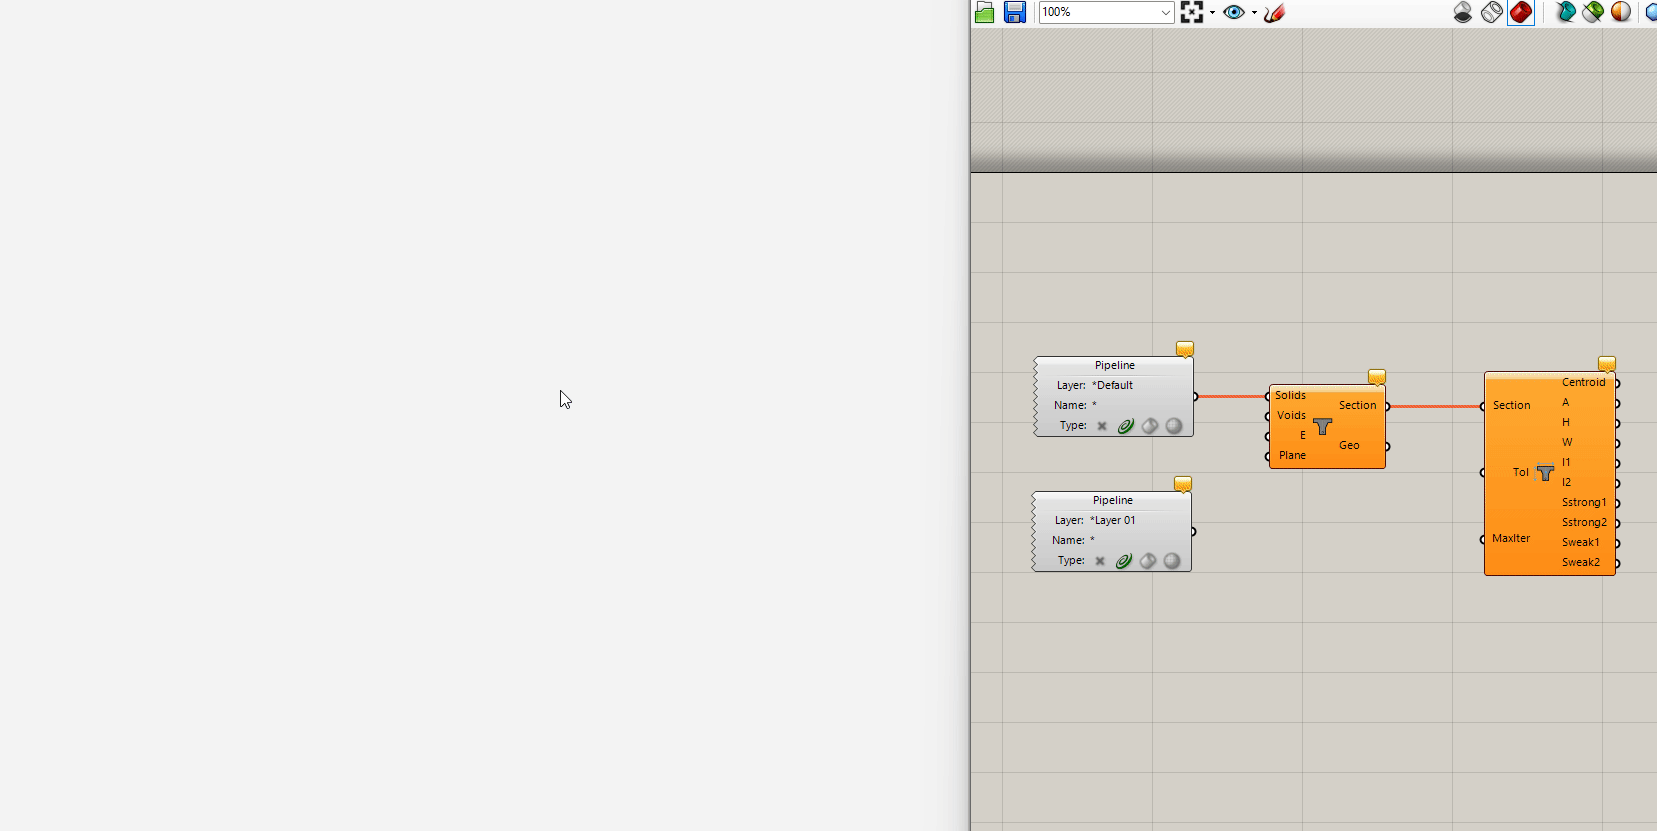 100%
Pipeline
Layer: *Default
Name: *
Type:
Solids
Voids
E
Plane
Section
Geo
Pipeline
Layer: *Layer 01
Name: *
Type:
Section
Tol
MaxIter
Centroid
A
H
W
I1
I2
Sstrong1
Sstrong2
Sweak1
Sweak2